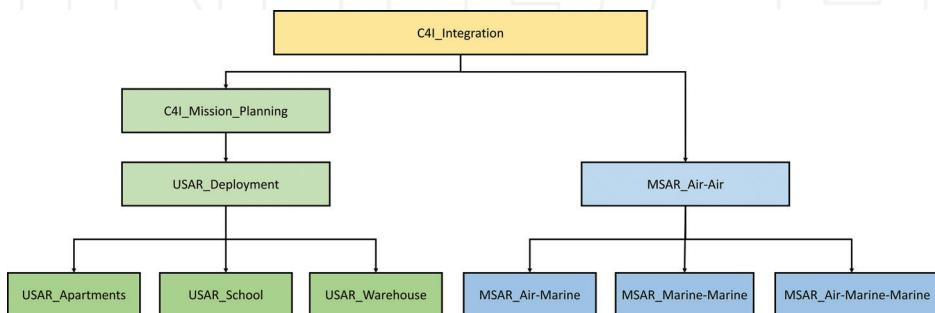 C4I_Integration
C4I_Mission_Planning
USAR_Deployment
MSAR_Air-Air
USAR_Apartments
USAR_School
USAR_Warehouse
MSAR_Air-Marine
MSAR_Marine-Marine
MSAR_Air-Marine-Marine